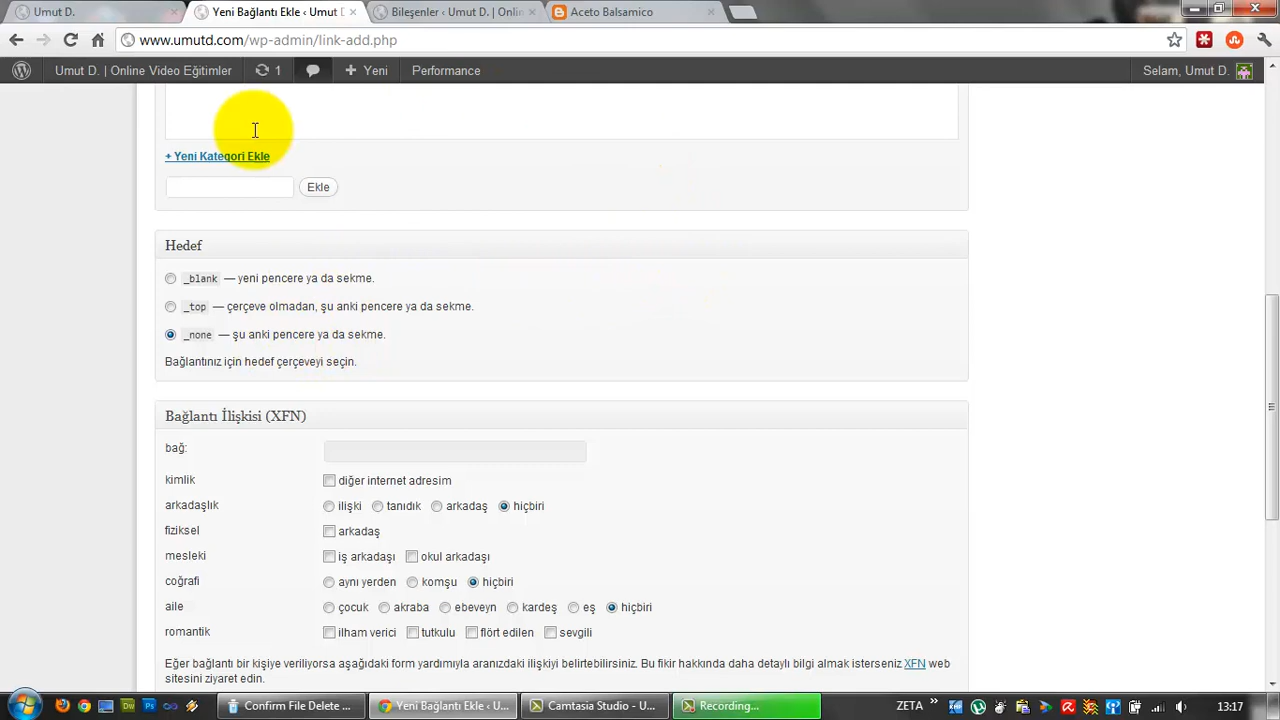 Umut D.
Yeni Bağlantı Ekle ‹ Umut D
Bileşenler ‹ Umut D. | Onlin
Aceto Balsamico
www.umutd.com/wp-admin/link-add.php
Umut D. | Online Video Eğitimler
1
Yeni
Performance
Selam, Umut D.
+ Yeni Kategori Ekle
Ekle
Hedef
_blank — yeni pencere ya da sekme.
_top — çerçeve olmadan, şu anki pencere ya da sekme.
_none — şu anki pencere ya da sekme.
Bağlantınız için hedef çerçeveyi seçin.
Bağlantı İlişkisi (XFN)
bağ:
kimlik diğer internet adresim
arkadaşlık ilişki tanıdık arkadaş hiçbiri
fiziksel arkadaş
mesleki iş arkadaşı okul arkadaşı
coğrafi aynı yerden komşu hiçbiri
aile çocuk akraba ebeveyn kardeş eş hiçbiri
romantik ilham verici tutkulu flört edilen sevgili
Eğer bağlantı bir kişiye veriliyorsa aşağıdaki form yardımıyla aranızdaki ilişkiyi belirtebilirsiniz. Bu fikir hakkında daha detaylı bilgi almak isterseniz XFN web
sitesini ziyaret edin.
Confirm File Delete ...
Yeni Bağlantı Ekle ‹ U...
Camtasia Studio - U...
Recording...
ZETA
13:17